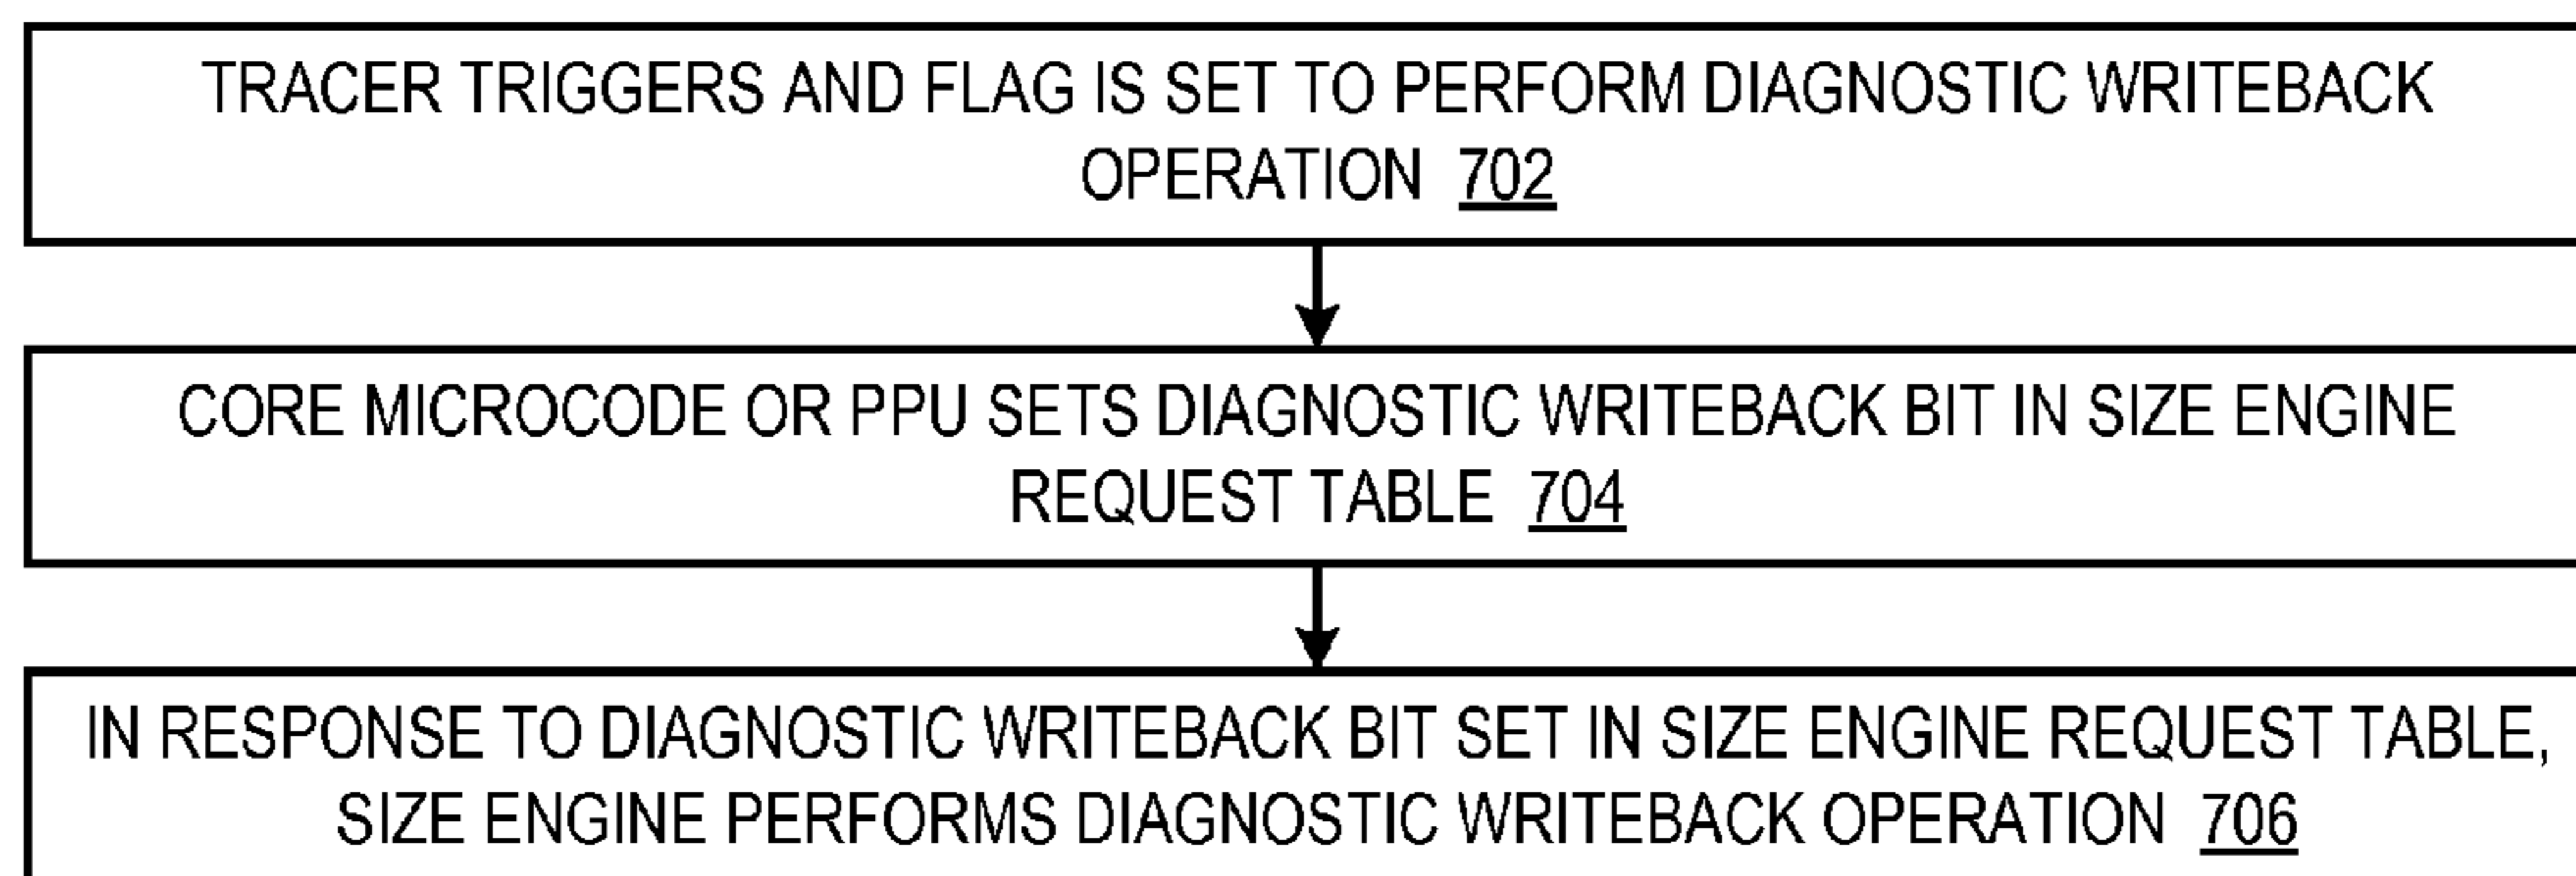 TRACER TRIGGERS AND FLAG IS SET TO PERFORM DIAGNOSTIC WRITEBACK
OPERATION 702
CORE MICROCODE OR PPU SETS DIAGNOSTIC WRITEBACK BIT IN SIZE ENGINE
REQUEST TABLE 704
IN RESPONSE TO DIAGNOSTIC WRITEBACK BIT SET IN SIZE ENGINE REQUEST TABLE,
SIZE ENGINE PERFORMS DIAGNOSTIC WRITEBACK OPERATION 706